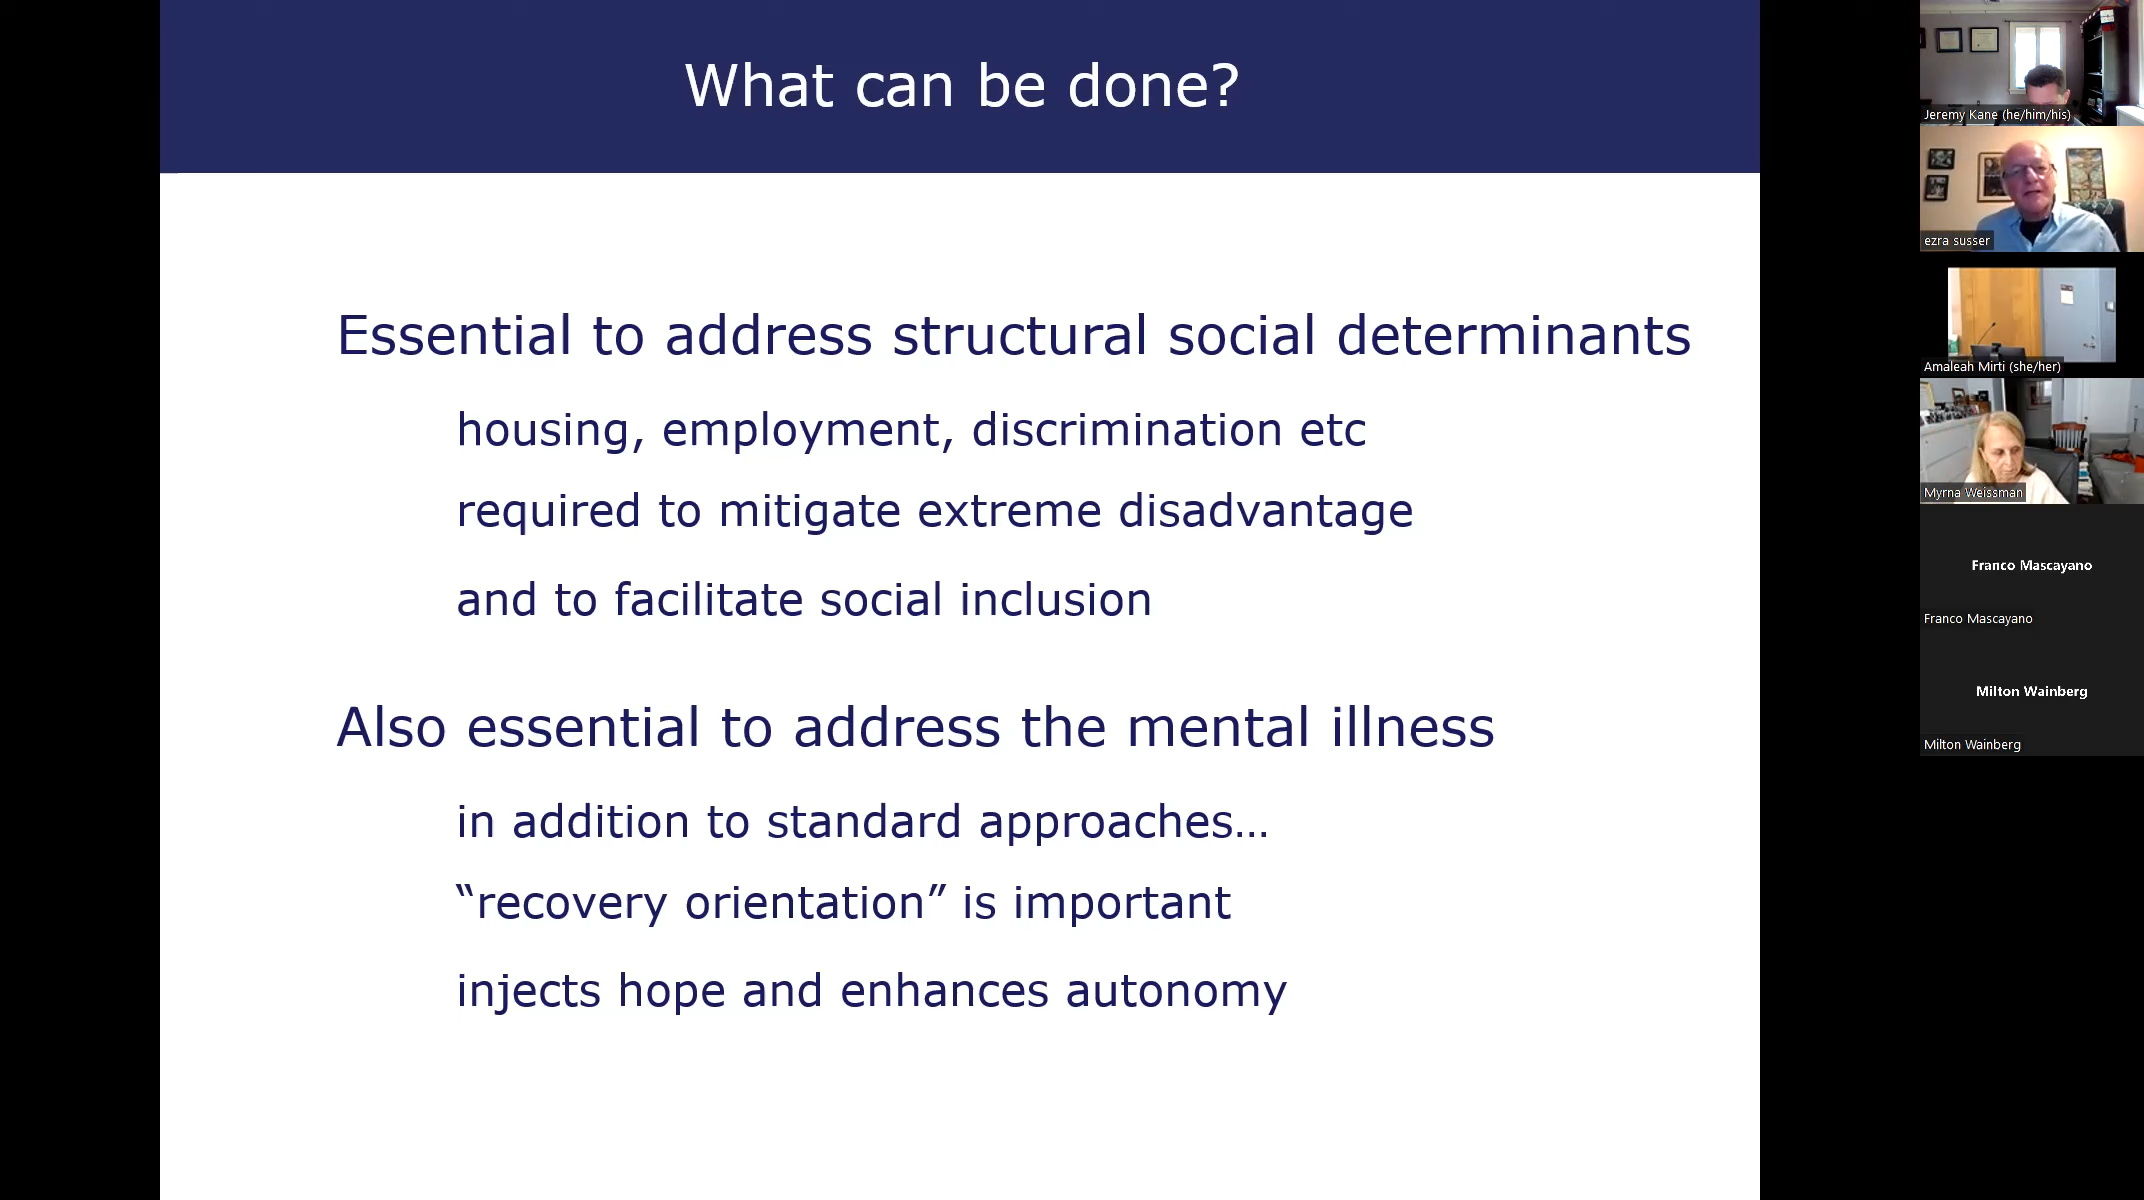 What can be done?
Essential to address structural social determinants
housing, employment, discrimination etc
required to mitigate extreme disadvantage
and to facilitate social inclusion
Also essential to address the mental illness
in addition to standard approaches…
“recovery orientation” is important
injects hope and enhances autonomy
Jeremy Kane (he/him/his)
ezra susser
Amaleah Mirti (she/her)
Myrna Weissman
Franco Mascayano
Franco Mascayano
Milton Wainberg
Milton Wainberg